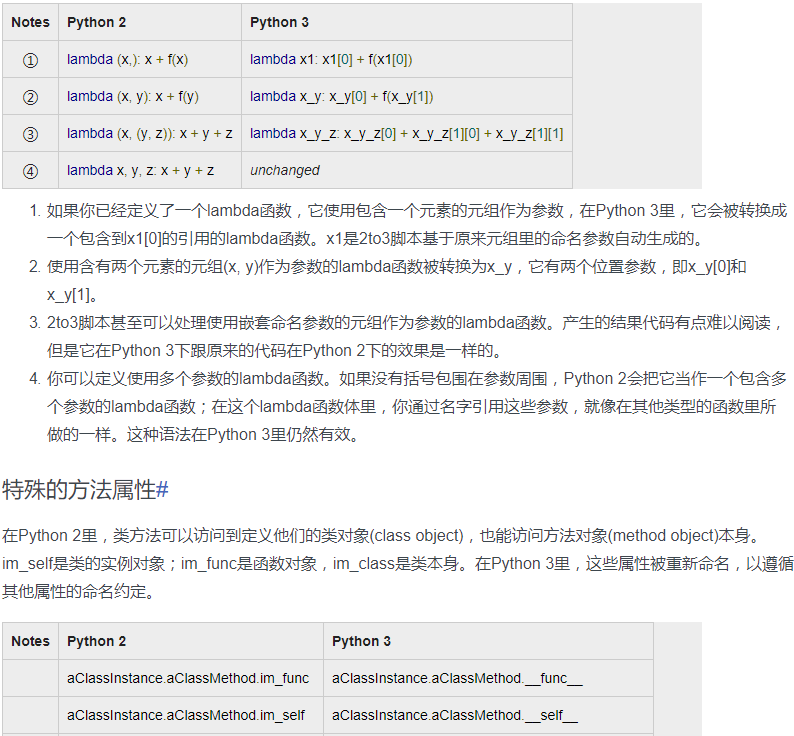 Notes Python 2 Python 3
① lambda (x,): x + f(x) lambda x1: x1[0] + f(x1[0])
② lambda (x, y): x + f(y) lambda x_y: x_y[0] + f(x_y[1])
③ lambda (x, (y, z)): x + y + z lambda x_y_z: x_y_z[0] + x_y_z[1][0] + x_y_z[1][1]
④ lambda x, y, z: x + y + z unchanged
1. 如果你已经定义了一个lambda函数，它使用包含一个元素的元组作为参数，在Python 3里，它会被转换成
一个包含到x1[0]的引用的lambda函数。x1是2to3脚本基于原来元组里的命名参数自动生成的。
2. 使用含有两个元素的元组(x, y)作为参数的lambda函数被转换为x_y，它有两个位置参数，即x_y[0]和
x_y[1]。
3. 2to3脚本甚至可以处理使用嵌套命名参数的元组作为参数的lambda函数。产生的结果代码有点难以阅读，
但是它在Python 3下跟原来的代码在Python 2下的效果是一样的。
4. 你可以定义使用多个参数的lambda函数。如果没有括号包围在参数周围，Python 2会把它当作一个包含多
个参数的lambda函数；在这个lambda函数体里，你通过名字引用这些参数，就像在其他类型的函数里所
做的一样。这种语法在Python 3里仍然有效。
特殊的方法属性#
在Python 2里，类方法可以访问到定义他们的类对象(class object)，也能访问方法对象(method object)本身。
im_self是类的实例对象；im_func是函数对象，im_class是类本身。在Python 3里，这些属性被重新命名，以遵循
其他属性的命名约定。
Notes Python 2 Python 3
aClassInstance.aClassMethod.im_func aClassInstance.aClassMethod.__func__
aClassInstance.aClassMethod.im_self aClassInstance.aClassMethod.__self__